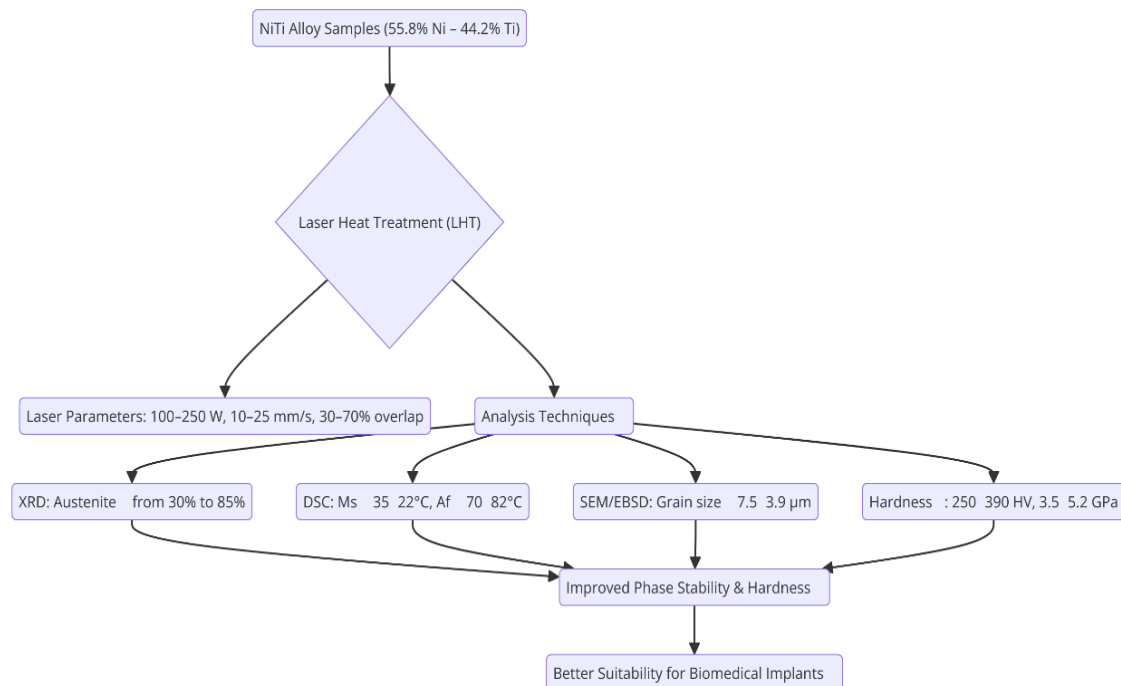 NiTi Alloy Samples (55.8% Ni – 44.2% Ti)
Laser Heat Treatment (LHT)
Laser Parameters: 100–250 W, 10–25 mm/s, 30–70% overlap
Analysis Techniques
XRD: Austenite from 30% to 85%
DSC: Ms 35 22°C, Af 70 82°C
SEM/EBSD: Grain size 7.5 3.9 µm
Hardness : 250 390 HV, 3.5 5.2 GPa
Improved Phase Stability & Hardness
Better Suitability for Biomedical Implants